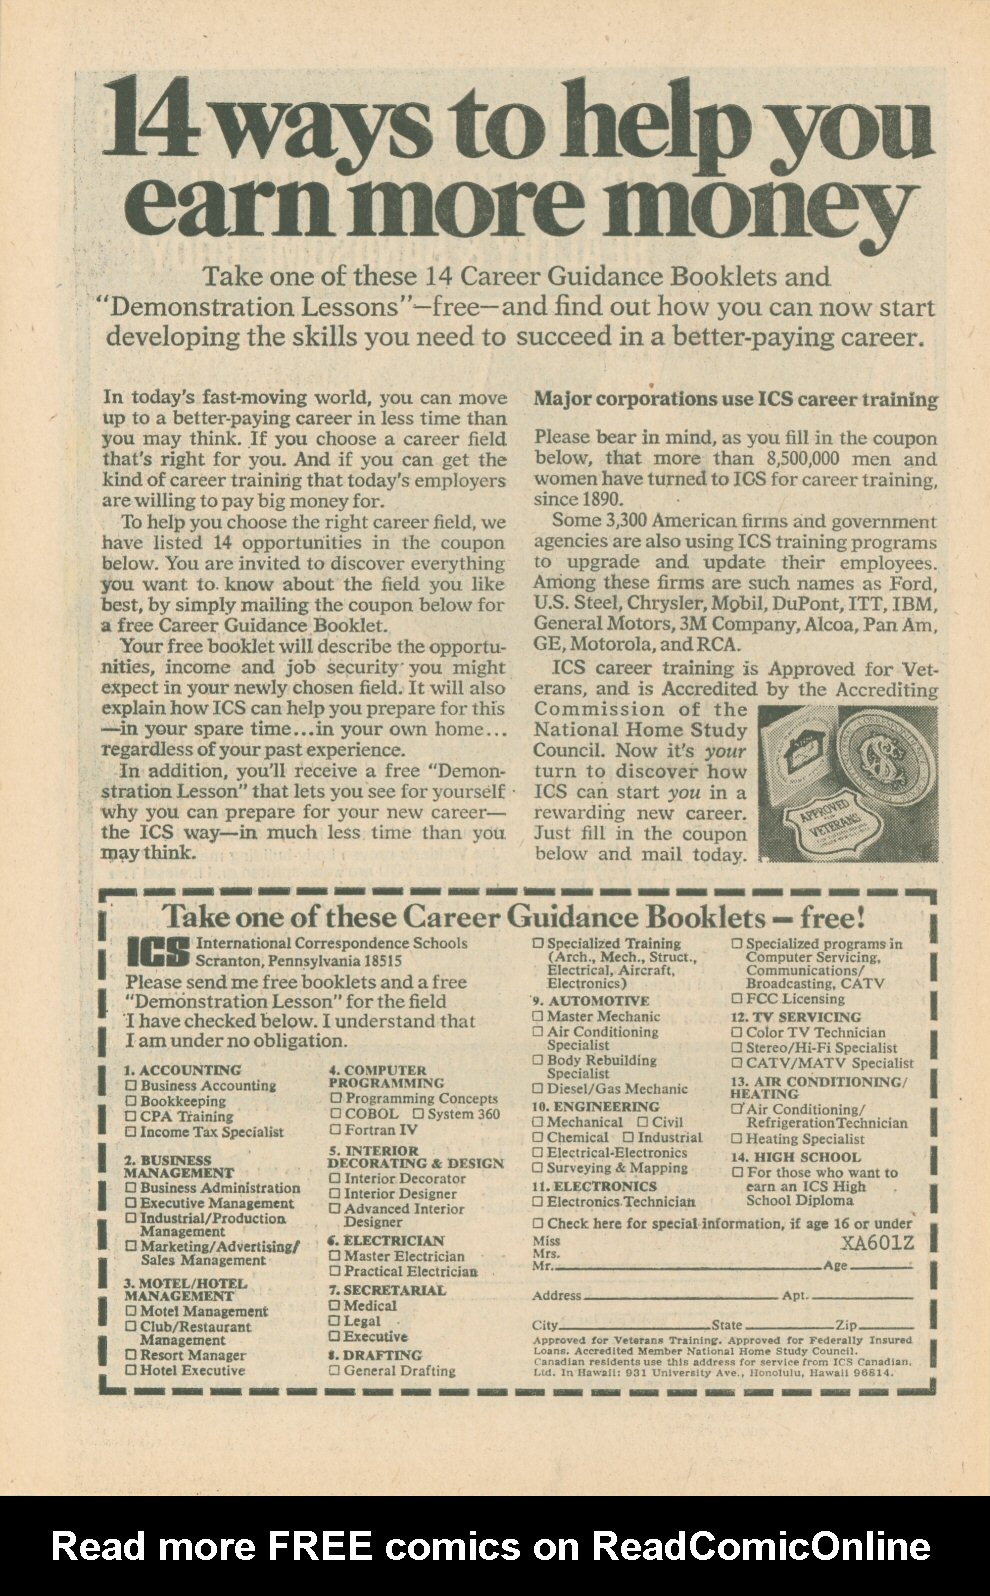 14 ways to help you
earn more money
Take one of these 14 Career Guidance Booklets and
“Demonstration Lessons”—free—and find out how you can now start
developing the skills you need to succeed in a better-paying career.
In today's fast-moving world, you can move
up to a better-paying career in less time than
you may think. If you choose a career field
that's right for you. And if you can get the
kind of career training that today's employers
are willing to pay big money for.
To help you choose the right career field, we
have listed 14 opportunities in the coupon
below. You are invited to discover everything
you want to know about the field you like
best, by simply mailing the coupon below for
a free Career Guidance Booklet.
Your free booklet will describe the opportu-
nities, income and job security you might
expect in your newly chosen field. It will also
explain how ICS can help you prepare for this
—in your spare time...in your own home...
regardless of your past experience.
In addition, you'll receive a free “Demon-
stration Lesson” that lets you see for yourself
why you can prepare for your new career—
the ICS way—in much less time than you
may think.
Major corporations use ICS career training
Please bear in mind, as you fill in the coupon
below, that more than 8,500,000 men and
women have turned to ICS for career training,
since 1890.
Some 3,300 American firms and government
agencies are also using ICS training programs
to upgrade and update their employees.
Among these firms are such names as Ford,
U.S. Steel, Chrysler, Mobil, DuPont, ITT, IBM,
General Motors, 3M Company, Alcoa, Pan Am,
GE, Motorola, and RCA.
ICS career training is Approved for Vet-
erans, and is Accredited by the Accrediting
Commission of the
National Home Study
Council. Now it's your
turn to discover how
ICS can start you in a
rewarding new career.
Just fill in the coupon
below and mail today.
APPROVED
VETERANS
Take one of these Career Guidance Booklets — free!
ICS International Correspondence Schools
Scranton, Pennsylvania 18515
Please send me free booklets and a free
“Demonstration Lesson” for the field
I have checked below. I understand that
I am under no obligation.
1. ACCOUNTING
☐ Business Accounting
☐ Bookkeeping
☐ CPA Training
☐ Income Tax Specialist
2. BUSINESS
MANAGEMENT
☐ Business Administration
☐ Executive Management
☐ Industrial/Production
Management
☐ Marketing/Advertising/
Sales Management
3. MOTEL/HOTEL
MANAGEMENT
☐ Motel Management
☐ Club/Restaurant
Management
☐ Resort Manager
☐ Hotel Executive
4. COMPUTER
PROGRAMMING
☐ Programming Concepts
☐ COBOL ☐ System 360
☐ Fortran IV
5. INTERIOR
DECORATING & DESIGN
☐ Interior Decorator
☐ Interior Designer
☐ Advanced Interior
Designer
6. ELECTRICIAN
☐ Master Electrician
☐ Practical Electrician
7. SECRETARIAL
☐ Medical
☐ Legal
☐ Executive
8. DRAFTING
☐ General Drafting
☐ Specialized Training
(Arch., Mech., Struct.,
Electrical, Aircraft,
Electronics)
9. AUTOMOTIVE
☐ Master Mechanic
☐ Air Conditioning
Specialist
☐ Body Rebuilding
Specialist
☐ Diesel/Gas Mechanic
10. ENGINEERING
☐ Mechanical ☐ Civil
☐ Chemical ☐ Industrial
☐ Electrical-Electronics
☐ Surveying & Mapping
11. ELECTRONICS
☐ Electronics Technician
☐ Specialized programs in
Computer Servicing,
Communications/
Broadcasting, CATV
☐ FCC Licensing
12. TV SERVICING
☐ Color TV Technician
☐ Stereo/Hi-Fi Specialist
☐ CATV/MATV Specialist
13. AIR CONDITIONING/
HEATING
☐ Air Conditioning/
Refrigeration Technician
☐ Heating Specialist
14. HIGH SCHOOL
☐ For those who want to
earn an ICS High
School Diploma
☐ Check here for special information, if age 16 or under
Miss XA601Z
Mrs.
Mr. Age
Address Apt.
City State Zip
Approved for Veterans Training. Approved for Federally Insured
Loans. Accredited Member National Home Study Council.
Canadian residents use this address for service from ICS Canadian,
Ltd. In Hawaii: 931 University Ave., Honolulu, Hawaii 96814.
Read more FREE comics on ReadComicOnline